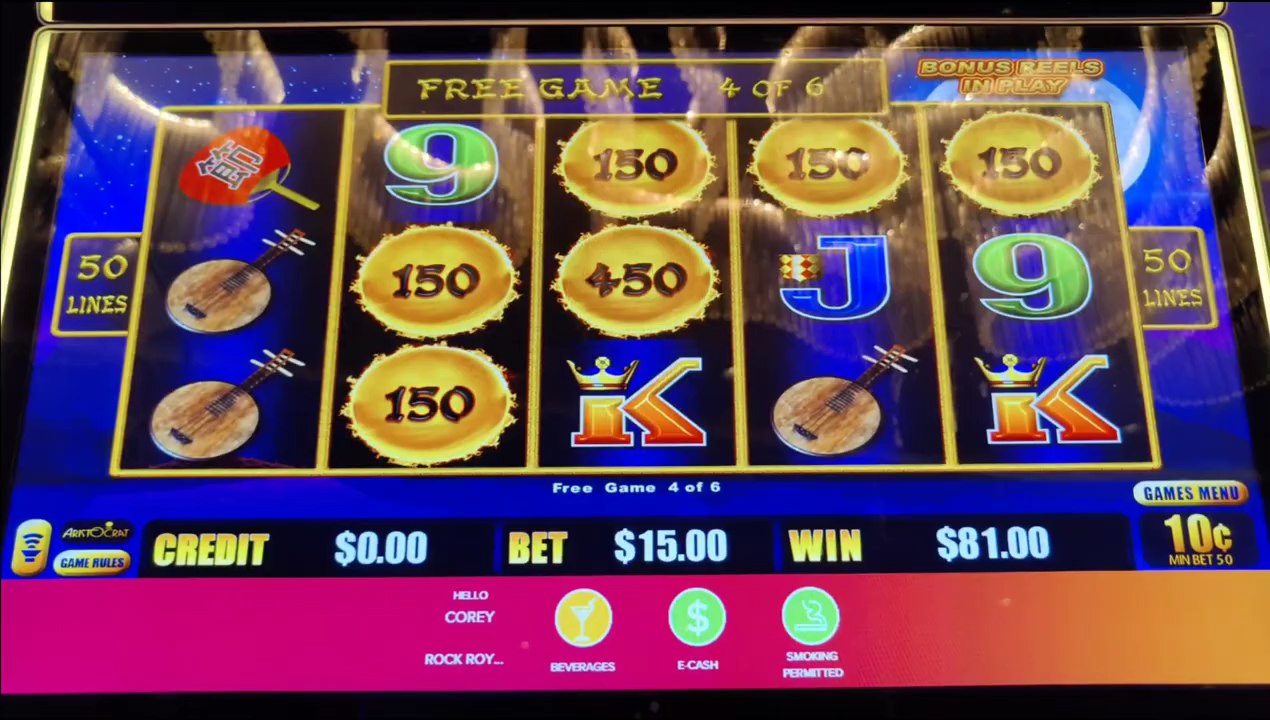 FREE GAME 4 OF 6
BONUS REELS
IN PLAY
9
150
150
150
50
LINES
150
450
J
9
50
LINES
150
K
K
Free Game 4 of 6
GAMES MENU
ARISTOCRAT
GAME RULES
CREDIT $0.00
BET $15.00
WIN $81.00
10¢
MIN BET 50
HELLO
COREY
ROCK ROY...
BEVERAGES
$
E-CASH
SMOKING
PERMITTED